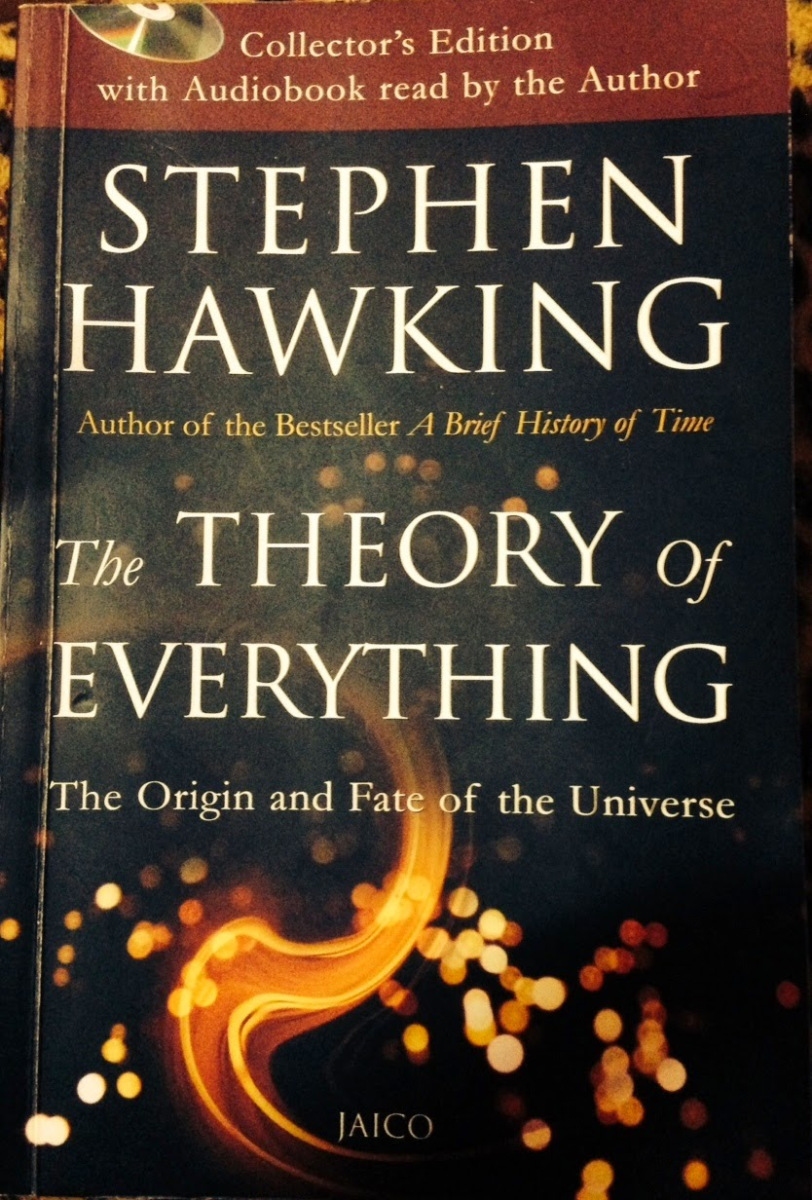 Collector's Edition
with Audiobook read by the Author
STEPHEN
HAWKING
Author of the Bestseller A Brief History of Time
The THEORY Of
EVERYTHING
The Origin and Fate of the Universe
JAICO